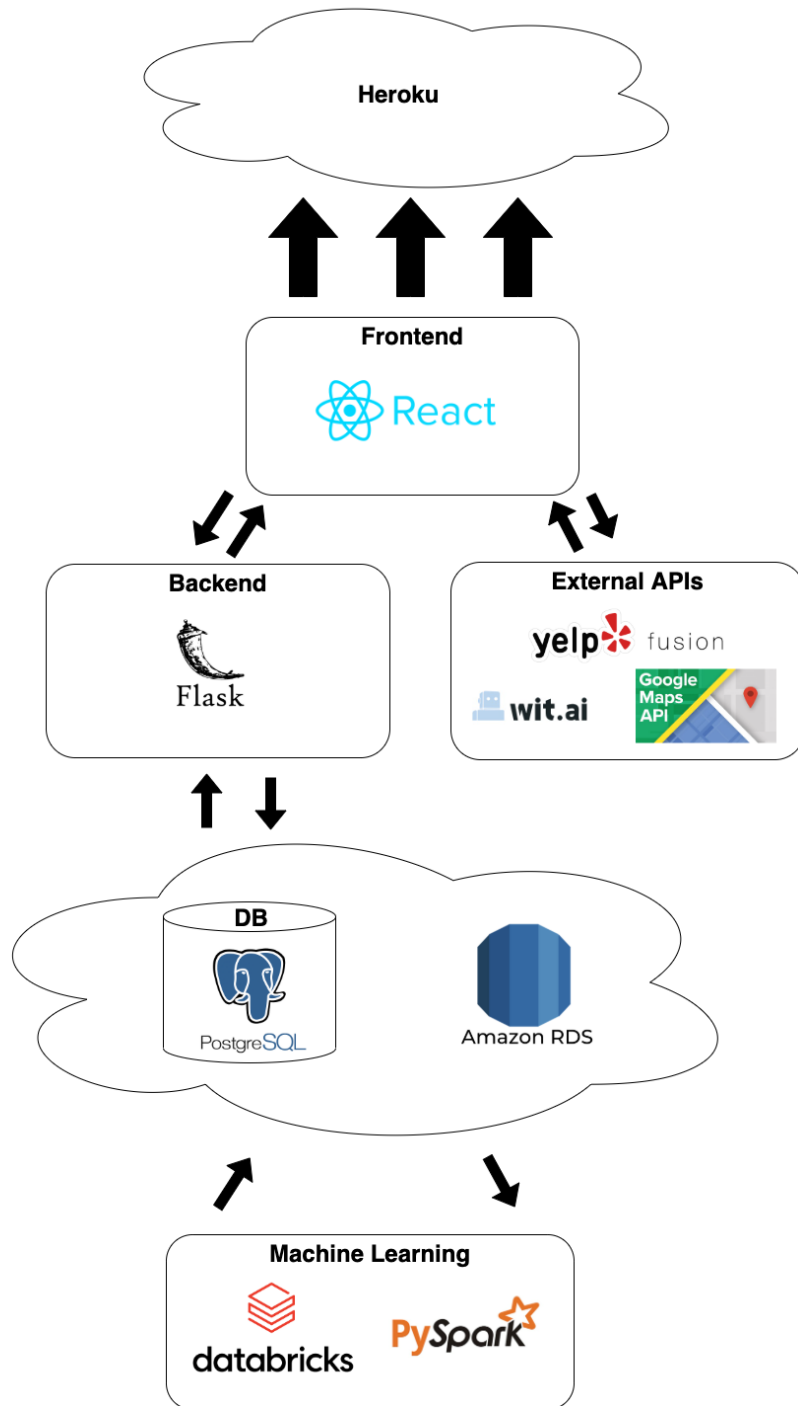 Heroku
Frontend
React
Backend
Flask
External APIs
yelp fusion
wit.ai
Google
Maps
API
DB
PostgreSQL
Amazon RDS
Machine Learning
databricks
PySpark